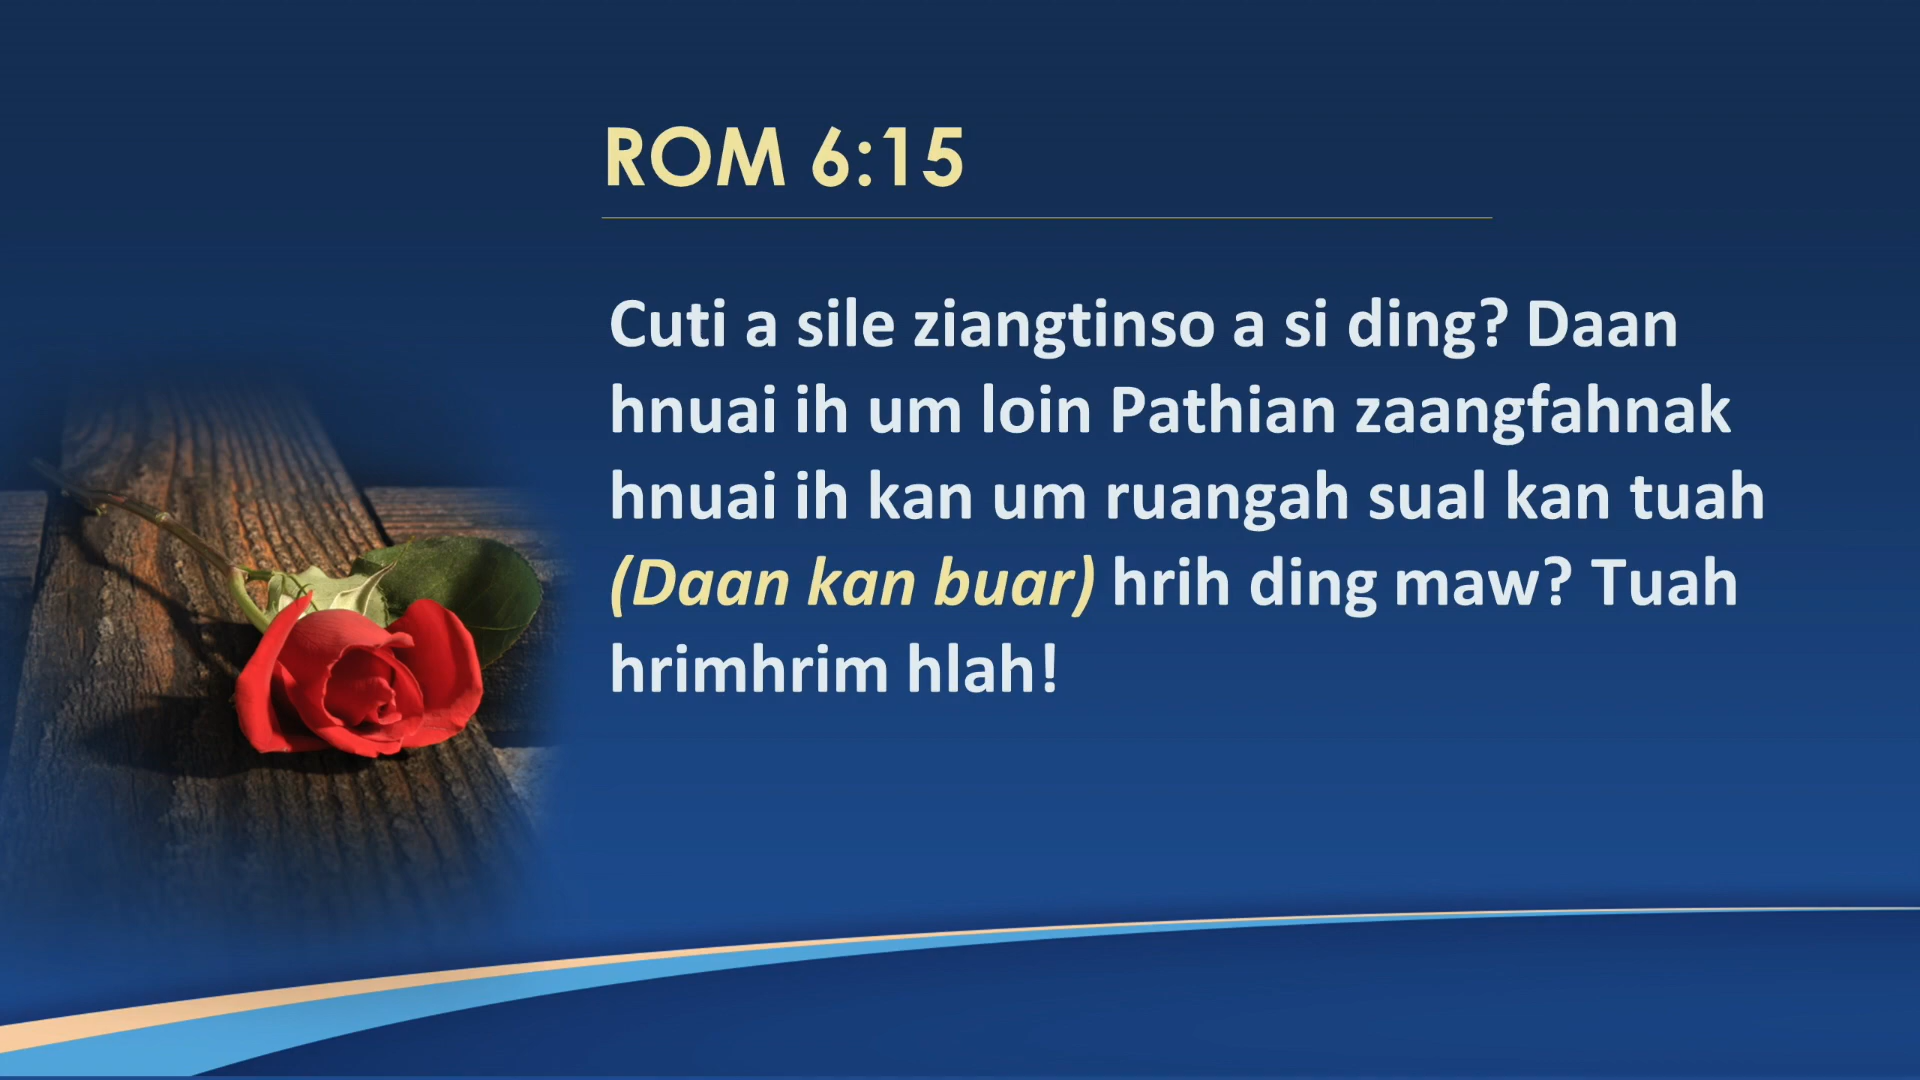 ROM 6:15
Cuti a sile ziangtinso a si ding? Daan
hnuai ih um loin Pathian zaangfahnak
hnuai ih kan um ruangah sual kan tuah
(Daan kan buar) hrih ding maw? Tuah
hrimhrim hlah!